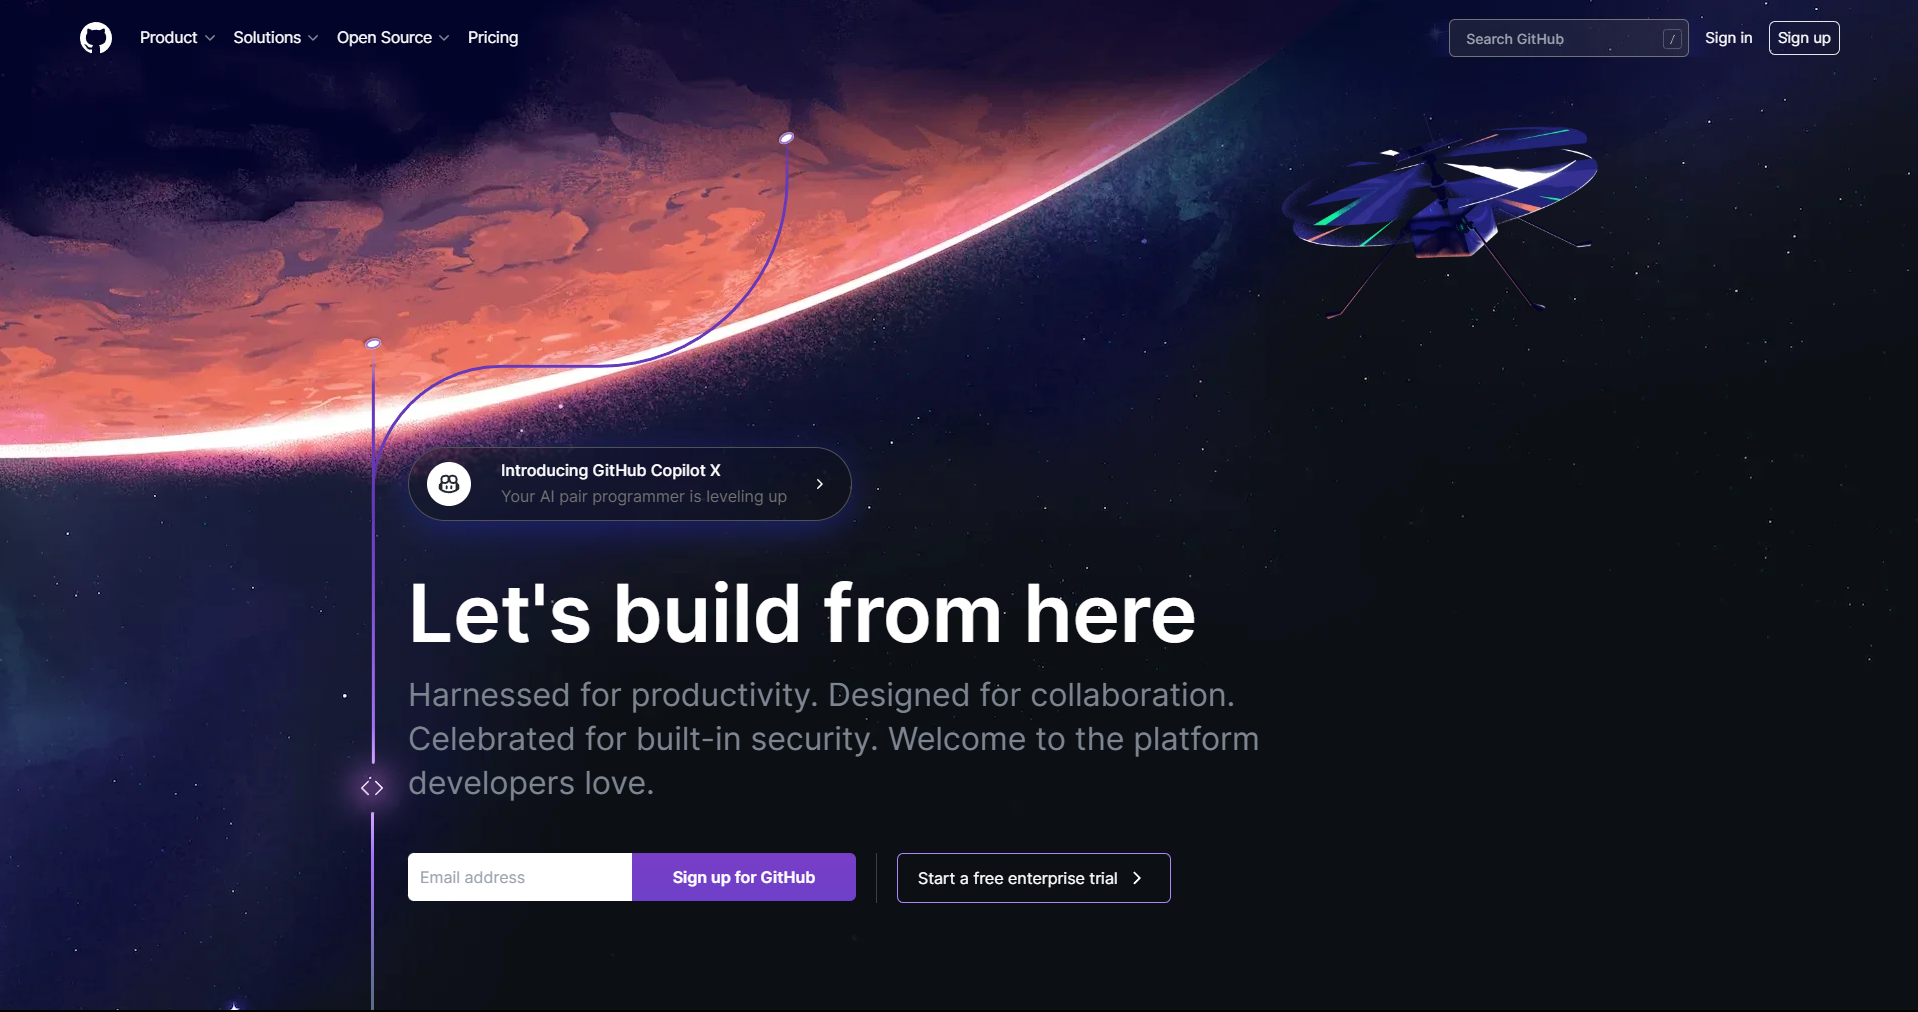 Product
Solutions
Open Source
Pricing
Search GitHub
/
Sign in
Sign up
Introducing GitHub Copilot X
Your AI pair programmer is leveling up
Let's build from here
Harnessed for productivity. Designed for collaboration.
Celebrated for built-in security. Welcome to the platform
developers love.
Email address
Sign up for GitHub
Start a free enterprise trial